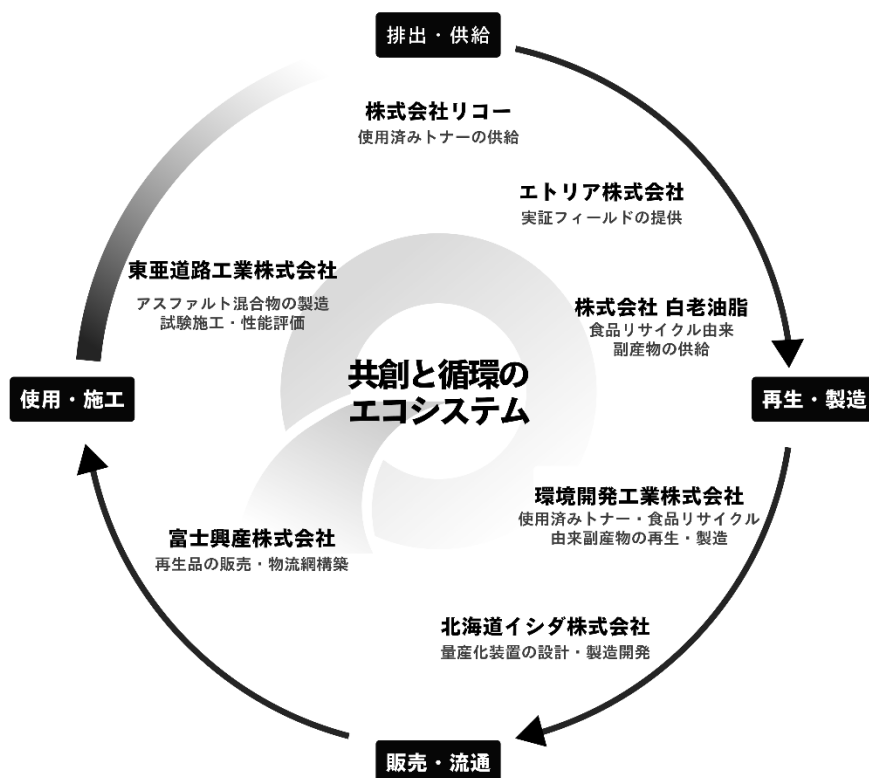 排出・供給
株式会社リコー
使用済みトナーの供給
エトリア株式会社
実証フィールドの提供
東亜道路工業株式会社
アスファルト混合物の製造
試験施工・性能評価
株式会社 白老油脂
食品リサイクル由来
副産物の供給
共創と循環の
エコシステム
使用・施工
再生・製造
環境開発工業株式会社
使用済みトナー・食品リサイクル
由来副産物の再生・製造
富士興産株式会社
再生品の販売・物流網構築
北海道イシダ株式会社
量産化装置の設計・製造開発
販売・流通